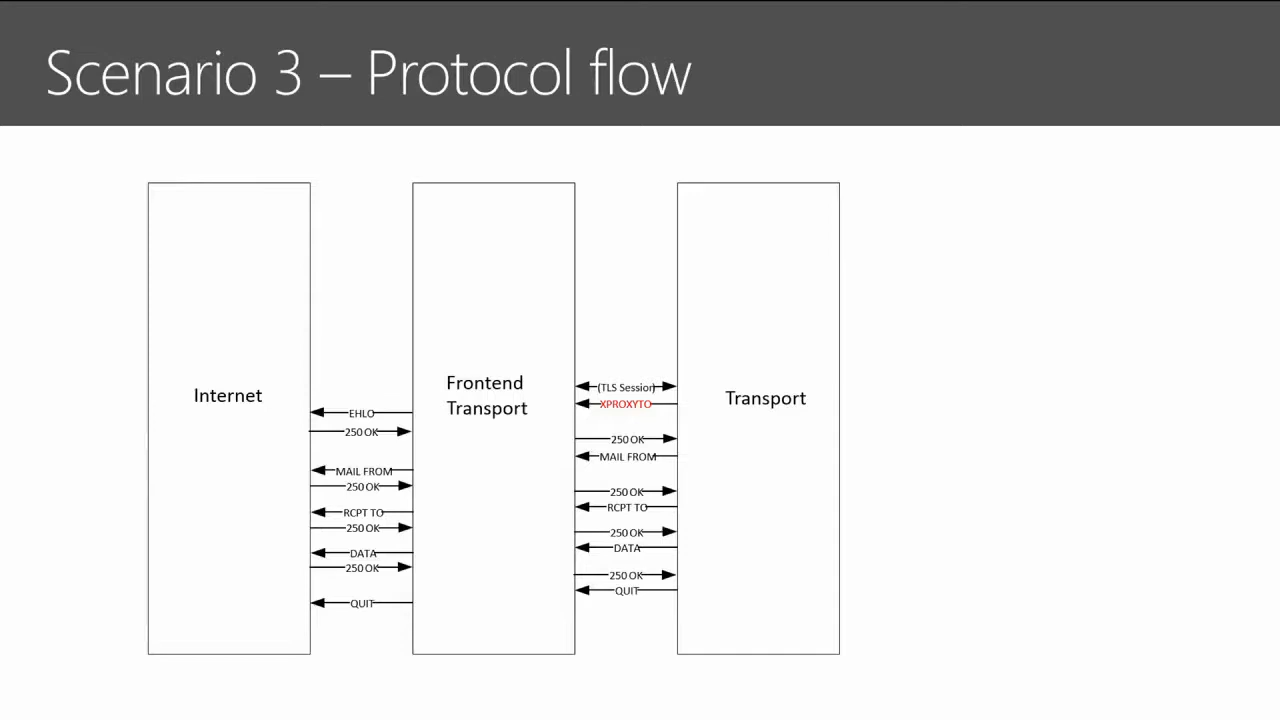 Scenario 3 – Protocol flow
Internet
Frontend
Transport
Transport
EHLO
250 OK
MAIL FROM
250 OK
RCPT TO
250 OK
DATA
250 OK
QUIT
(TLS Session)
XPROXYTO
250 OK
MAIL FROM
250 OK
RCPT TO
250 OK
DATA
250 OK
QUIT